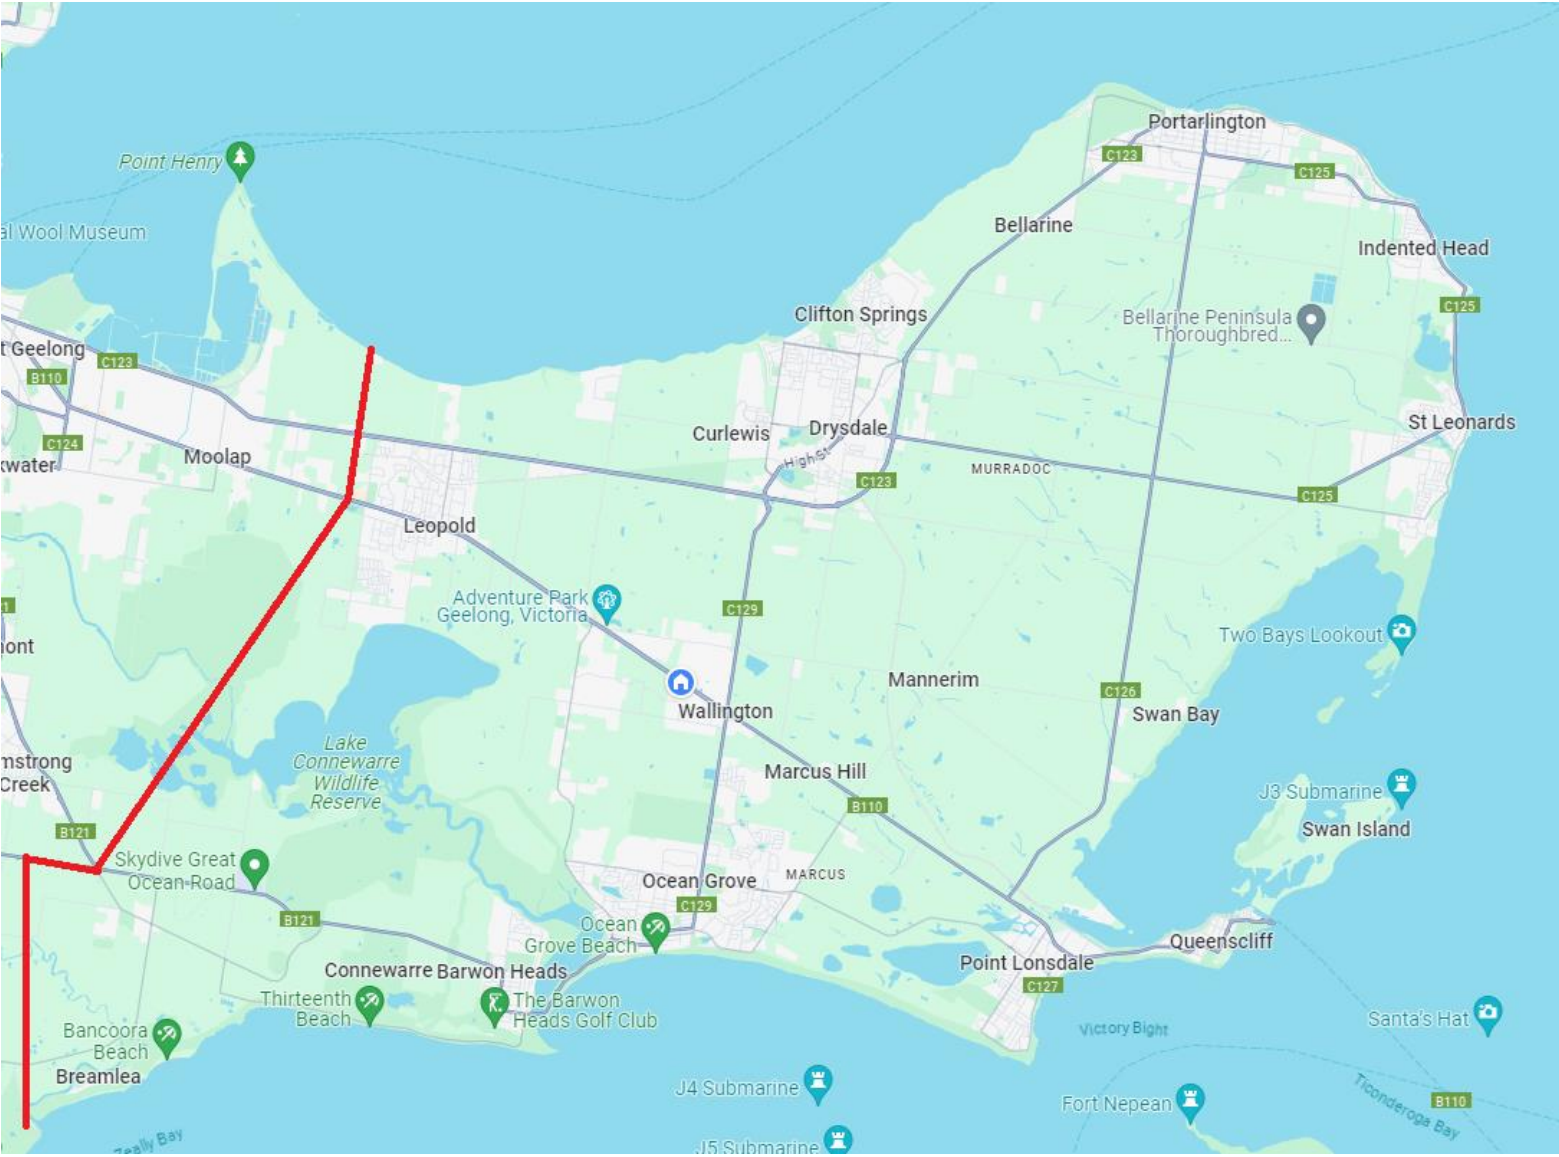 Portarlington
C123
Point Henry
C125
Bellarine
al Wool Museum
Indented Head
C125
Clifton Springs
Bellarine Peninsula
Thoroughbred...
t Geelong
C123
B110
St Leonards
Curlewis
Drysdale
C124
Moolap
High St
kwater
MURRADOC
C123
C125
Leopold
Adventure Park
Geelong, Victoria
C129
1
Two Bays Lookout
ont
Mannerim
C126
Wallington
Swan Bay
Lake
Connewarre
Wildlife
Reserve
mstrong
Creek
Marcus Hill
J3 Submarine
B110
B121
Swan Island
Skydive Great
Ocean Road
MARCUS
Ocean Grove
C129
B121
Ocean
Grove Beach
Queenscliff
Point Lonsdale
Connewarre
Barwon Heads
C127
Thirteenth
Beach
The Barwon
Heads Golf Club
Santa's Hat
Bancoora
Beach
Victory Bight
Breamlea
J4 Submarine
Fort Nepean
B110
Ticonderoga Bay
Zeally Bay
J5 Submarine